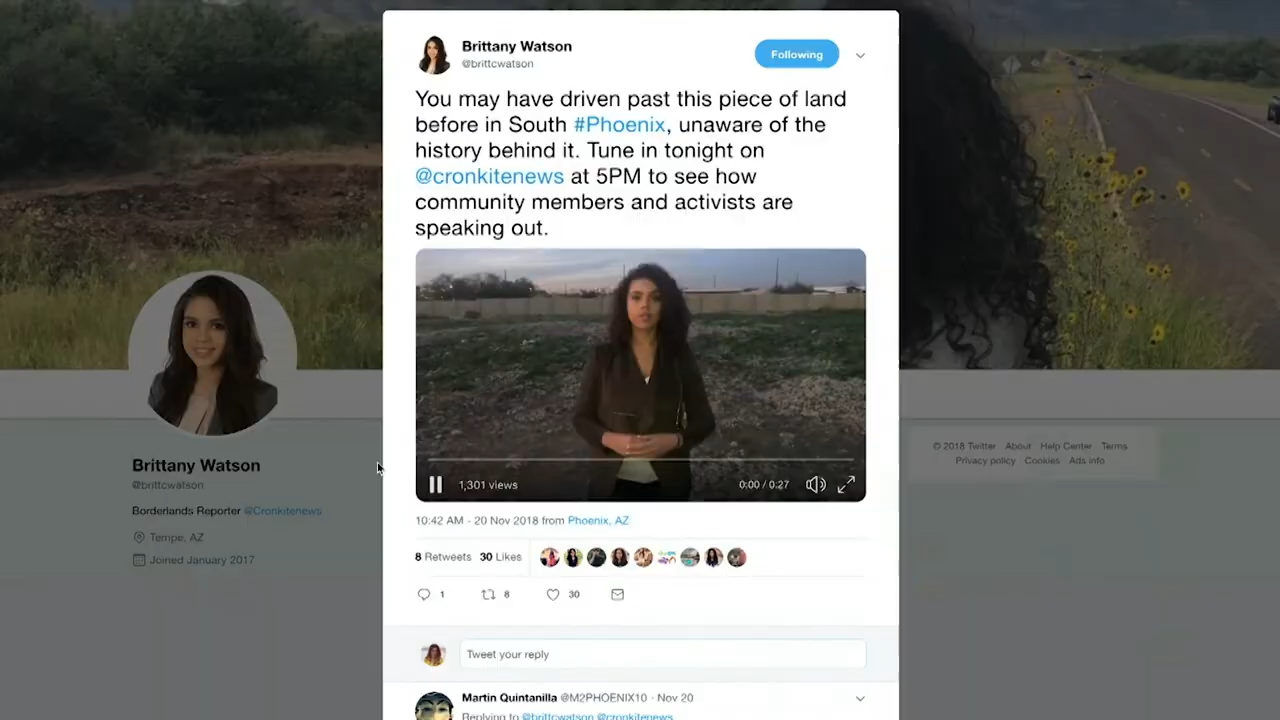 Brittany Watson
@brittcwatson
Following
You may have driven past this piece of land
before in South #Phoenix, unaware of the
history behind it. Tune in tonight on
@cronkitenews at 5PM to see how
community members and activists are
speaking out.
1,301 views
0:00 / 0:27
10:42 AM - 20 Nov 2018 from Phoenix, AZ
8 Retweets 30 Likes
1 8 30
Tweet your reply
Martin Quintanilla @M2PHOENIX10 · Nov 20
Replying to @brittcwatson @cronkitenews
Brittany Watson
@brittcwatson
Borderlands Reporter @Cronkitenews
Tempe, AZ
Joined January 2017
© 2018 Twitter About Help Center Terms
Privacy policy Cookies Ads info